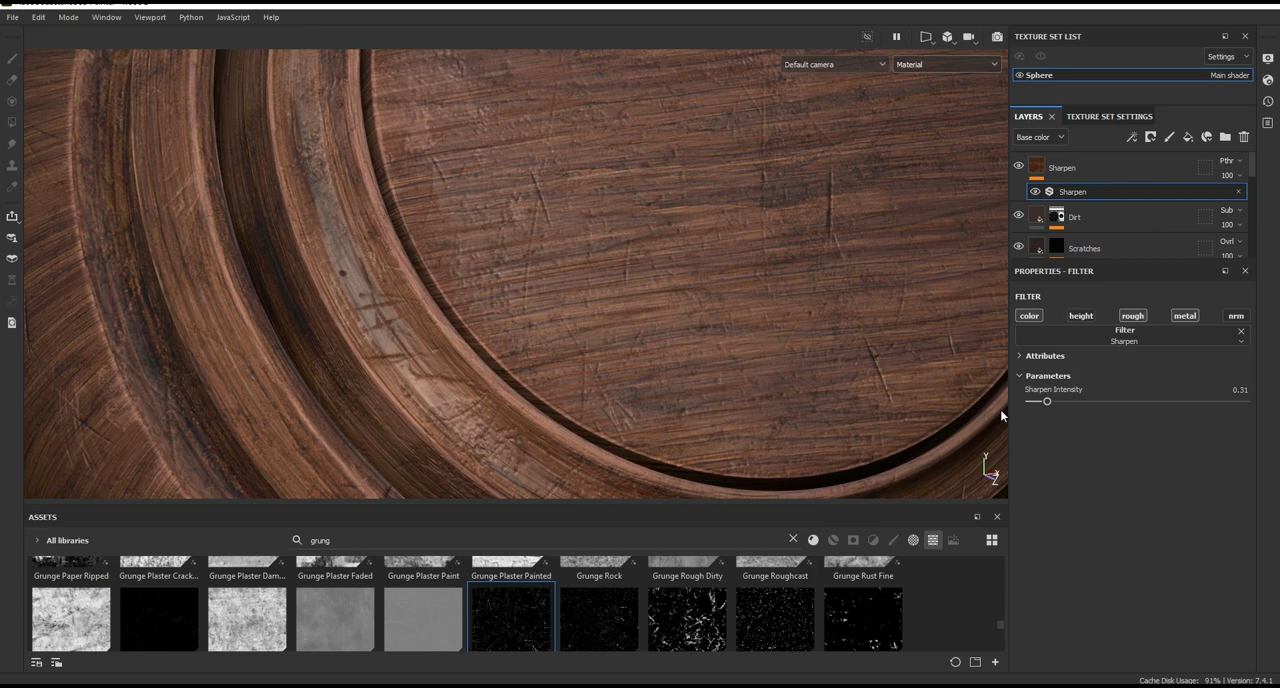 File Edit Mode Window Viewport Python JavaScript Help
Default camera
Material
TEXTURE SET LIST
Settings
Sphere Main shader
LAYERS TEXTURE SET SETTINGS
Base color
Sharpen Pthr 100
Sharpen
Dirt Sub 100
Scratches Ovrl 100
PROPERTIES - FILTER
FILTER
color height rough metal nrm
Filter
Sharpen
Attributes
Parameters
Sharpen Intensity 0.31
Y
X
Z
ASSETS
All libraries
grung
Grunge Paper Ripped Grunge Plaster Crack... Grunge Plaster Dam... Grunge Plaster Faded Grunge Plaster Paint Grunge Plaster Painted Grunge Rock Grunge Rough Dirty Grunge Roughcast Grunge Rust Fine
Cache Disk Usage: 91% | Version: 7.4.1